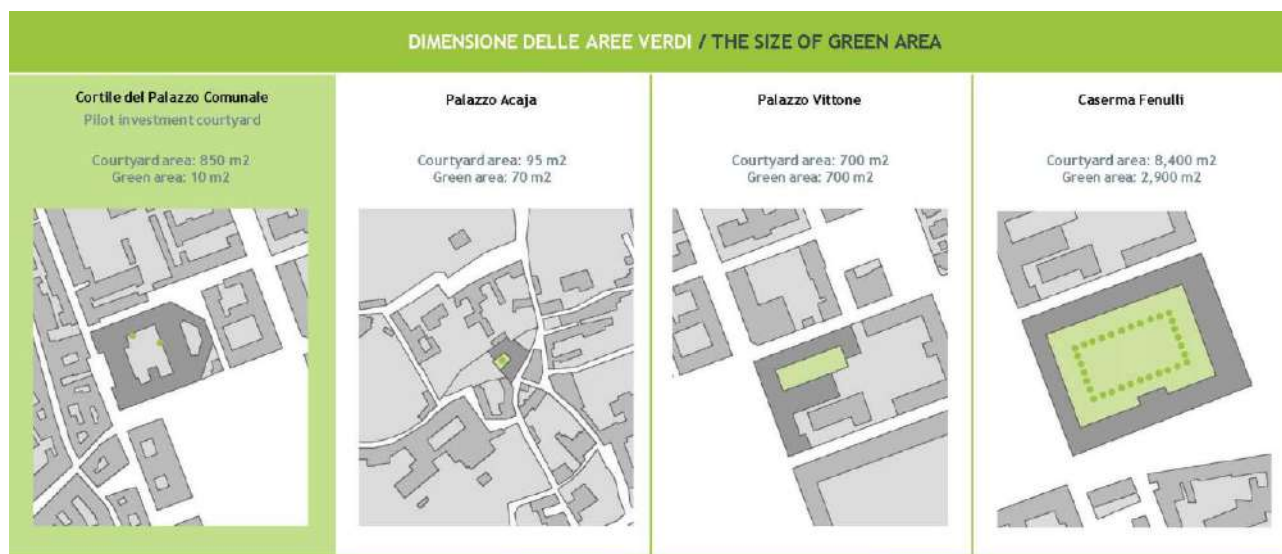 DIMENSIONE DELLE AREE VERDI / THE SIZE OF GREEN AREA
Cortile del Palazzo Comunale
Pilot investment courtyard
Courtyard area: 850 m2
Green area: 10 m2
Palazzo Acaja
Courtyard area: 95 m2
Green area: 70 m2
Palazzo Vittone
Courtyard area: 700 m2
Green area: 700 m2
Caserma Fenulli
Courtyard area: 8,400 m2
Green area: 2,900 m2